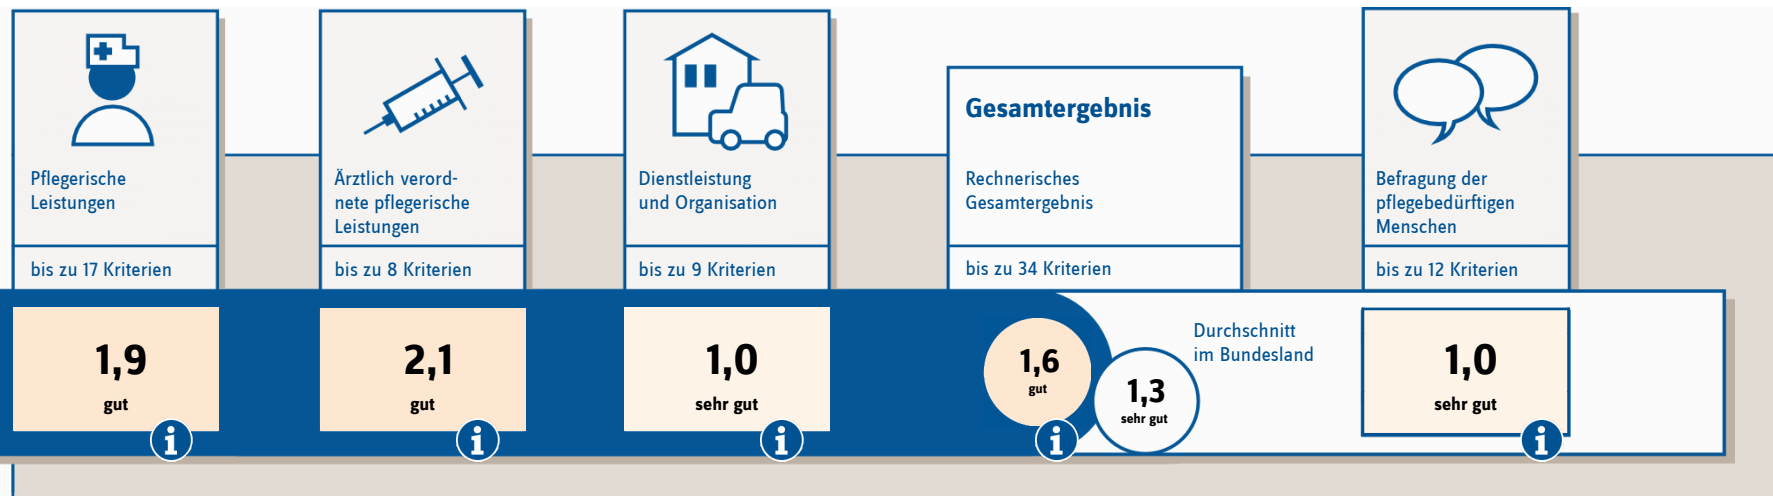 Pflegerische
Leistungen
bis zu 17 Kriterien
1,9
gut
i
Ärztlich verord-
nete pflegerische
Leistungen
bis zu 8 Kriterien
2,1
gut
i
Dienstleistung
und Organisation
bis zu 9 Kriterien
1,0
sehr gut
i
Gesamtergebnis
Rechnerisches
Gesamtergebnis
bis zu 34 Kriterien
1,6
gut
i
1,3
sehr gut
Durchschnitt
im Bundesland
Befragung der
pflegebedürftigen
Menschen
bis zu 12 Kriterien
1,0
sehr gut
i